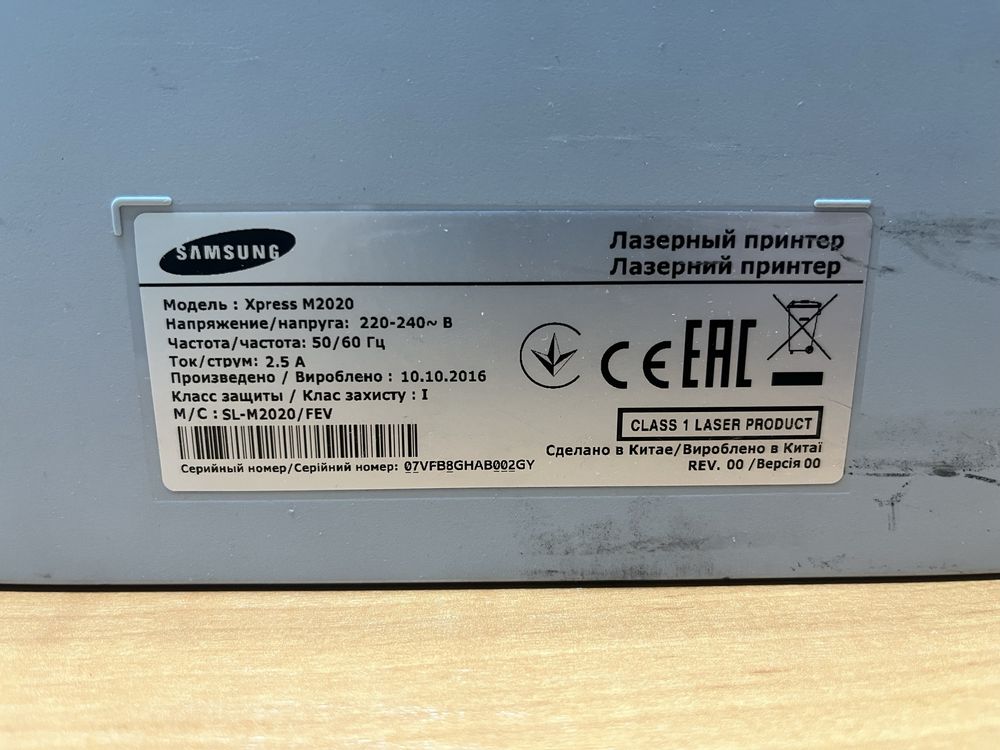 SAMSUNG
Лазерный принтер
Лазерний принтер
Модель : Xpress M2020
Напряжение/напруга: 220-240~ В
Частота/частота: 50/60 Гц
Ток/струм: 2.5 А
Произведено / Вироблено : 10.10.2016
Класс защиты / Клас захисту : I
M/C : SL-M2020/FEV
CE EAC
CLASS 1 LASER PRODUCT
Сделано в Китае/Вироблено в Китаї
REV. 00 /Версія 00
Серийный номер/Серійний номер: 07VFB8GHAB002GY